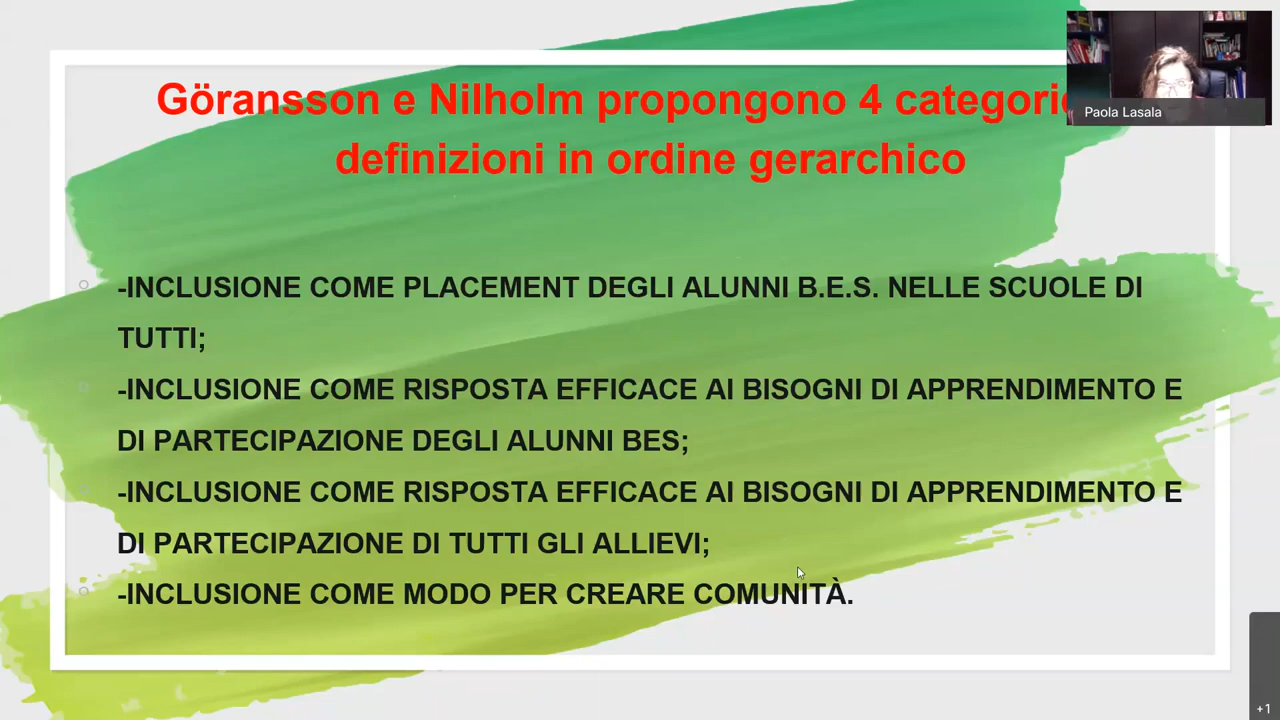 Göransson e Nilholm propongono 4 categorie
definizioni in ordine gerarchico
Paola Lasala
-INCLUSIONE COME PLACEMENT DEGLI ALUNNI B.E.S. NELLE SCUOLE DI
TUTTI;
-INCLUSIONE COME RISPOSTA EFFICACE AI BISOGNI DI APPRENDIMENTO E
DI PARTECIPAZIONE DEGLI ALUNNI BES;
-INCLUSIONE COME RISPOSTA EFFICACE AI BISOGNI DI APPRENDIMENTO E
DI PARTECIPAZIONE DI TUTTI GLI ALLIEVI;
-INCLUSIONE COME MODO PER CREARE COMUNITÀ.
+1